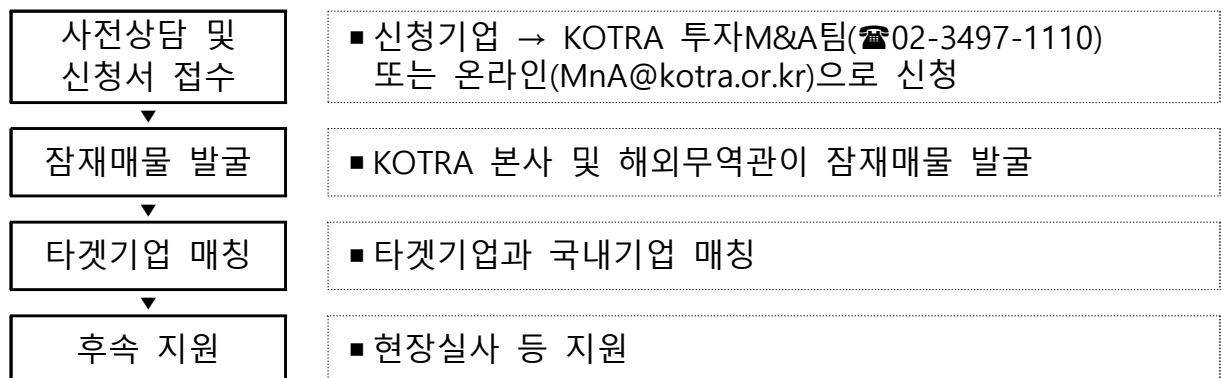 사전상담 및
신청서 접수
■ 신청기업 → KOTRA 투자M&A팀(☎02-3497-1110)
또는 온라인(MnA@kotra.or.kr)으로 신청
▼
잠재매물 발굴
■ KOTRA 본사 및 해외무역관이 잠재매물 발굴
▼
타겟기업 매칭
■ 타겟기업과 국내기업 매칭
▼
후속 지원
■ 현장실사 등 지원